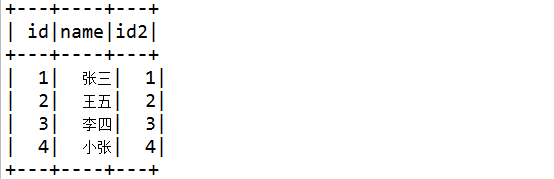 +---+----+---+
| id|name|id2|
+---+----+---+
|  1|  张三|  1|
|  2|  王五|  2|
|  3|  李四|  3|
|  4|  小张|  4|
+---+----+---+